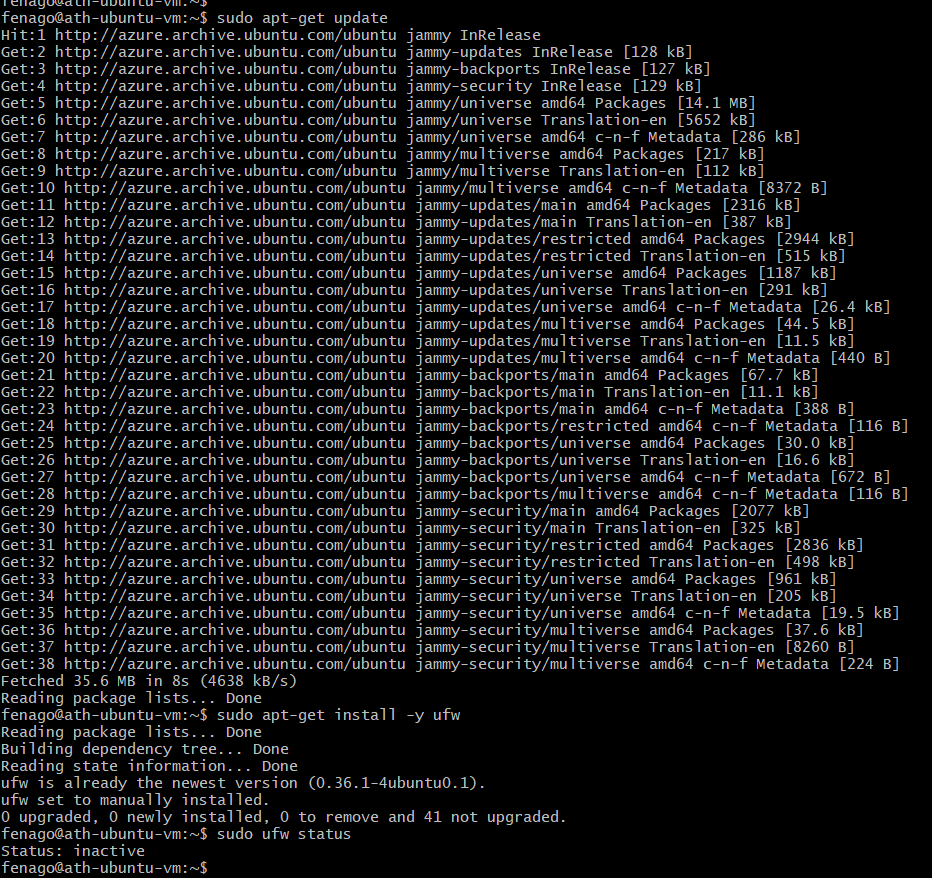 fenago@ath-ubuntu-vm:~$
fenago@ath-ubuntu-vm:~$ sudo apt-get update
Hit:1 http://azure.archive.ubuntu.com/ubuntu jammy InRelease
Get:2 http://azure.archive.ubuntu.com/ubuntu jammy-updates InRelease [128 kB]
Get:3 http://azure.archive.ubuntu.com/ubuntu jammy-backports InRelease [127 kB]
Get:4 http://azure.archive.ubuntu.com/ubuntu jammy-security InRelease [129 kB]
Get:5 http://azure.archive.ubuntu.com/ubuntu jammy/universe amd64 Packages [14.1 MB]
Get:6 http://azure.archive.ubuntu.com/ubuntu jammy/universe Translation-en [5652 kB]
Get:7 http://azure.archive.ubuntu.com/ubuntu jammy/universe amd64 c-n-f Metadata [286 kB]
Get:8 http://azure.archive.ubuntu.com/ubuntu jammy/multiverse amd64 Packages [217 kB]
Get:9 http://azure.archive.ubuntu.com/ubuntu jammy/multiverse Translation-en [112 kB]
Get:10 http://azure.archive.ubuntu.com/ubuntu jammy/multiverse amd64 c-n-f Metadata [8372 B]
Get:11 http://azure.archive.ubuntu.com/ubuntu jammy-updates/main amd64 Packages [2316 kB]
Get:12 http://azure.archive.ubuntu.com/ubuntu jammy-updates/main Translation-en [387 kB]
Get:13 http://azure.archive.ubuntu.com/ubuntu jammy-updates/restricted amd64 Packages [2944 kB]
Get:14 http://azure.archive.ubuntu.com/ubuntu jammy-updates/restricted Translation-en [515 kB]
Get:15 http://azure.archive.ubuntu.com/ubuntu jammy-updates/universe amd64 Packages [1187 kB]
Get:16 http://azure.archive.ubuntu.com/ubuntu jammy-updates/universe Translation-en [291 kB]
Get:17 http://azure.archive.ubuntu.com/ubuntu jammy-updates/universe amd64 c-n-f Metadata [26.4 kB]
Get:18 http://azure.archive.ubuntu.com/ubuntu jammy-updates/multiverse amd64 Packages [44.5 kB]
Get:19 http://azure.archive.ubuntu.com/ubuntu jammy-updates/multiverse Translation-en [11.5 kB]
Get:20 http://azure.archive.ubuntu.com/ubuntu jammy-updates/multiverse amd64 c-n-f Metadata [440 B]
Get:21 http://azure.archive.ubuntu.com/ubuntu jammy-backports/main amd64 Packages [67.7 kB]
Get:22 http://azure.archive.ubuntu.com/ubuntu jammy-backports/main Translation-en [11.1 kB]
Get:23 http://azure.archive.ubuntu.com/ubuntu jammy-backports/main amd64 c-n-f Metadata [388 B]
Get:24 http://azure.archive.ubuntu.com/ubuntu jammy-backports/restricted amd64 c-n-f Metadata [116 B]
Get:25 http://azure.archive.ubuntu.com/ubuntu jammy-backports/universe amd64 Packages [30.0 kB]
Get:26 http://azure.archive.ubuntu.com/ubuntu jammy-backports/universe Translation-en [16.6 kB]
Get:27 http://azure.archive.ubuntu.com/ubuntu jammy-backports/universe amd64 c-n-f Metadata [672 B]
Get:28 http://azure.archive.ubuntu.com/ubuntu jammy-backports/multiverse amd64 c-n-f Metadata [116 B]
Get:29 http://azure.archive.ubuntu.com/ubuntu jammy-security/main amd64 Packages [2077 kB]
Get:30 http://azure.archive.ubuntu.com/ubuntu jammy-security/main Translation-en [325 kB]
Get:31 http://azure.archive.ubuntu.com/ubuntu jammy-security/restricted amd64 Packages [2836 kB]
Get:32 http://azure.archive.ubuntu.com/ubuntu jammy-security/restricted Translation-en [498 kB]
Get:33 http://azure.archive.ubuntu.com/ubuntu jammy-security/universe amd64 Packages [961 kB]
Get:34 http://azure.archive.ubuntu.com/ubuntu jammy-security/universe Translation-en [205 kB]
Get:35 http://azure.archive.ubuntu.com/ubuntu jammy-security/universe amd64 c-n-f Metadata [19.5 kB]
Get:36 http://azure.archive.ubuntu.com/ubuntu jammy-security/multiverse amd64 Packages [37.6 kB]
Get:37 http://azure.archive.ubuntu.com/ubuntu jammy-security/multiverse Translation-en [8260 B]
Get:38 http://azure.archive.ubuntu.com/ubuntu jammy-security/multiverse amd64 c-n-f Metadata [224 B]
Fetched 35.6 MB in 8s (4638 kB/s)
Reading package lists... Done
fenago@ath-ubuntu-vm:~$ sudo apt-get install -y ufw
Reading package lists... Done
Building dependency tree... Done
Reading state information... Done
ufw is already the newest version (0.36.1-4ubuntu0.1).
ufw set to manually installed.
0 upgraded, 0 newly installed, 0 to remove and 41 not upgraded.
fenago@ath-ubuntu-vm:~$ sudo ufw status
Status: inactive
fenago@ath-ubuntu-vm:~$